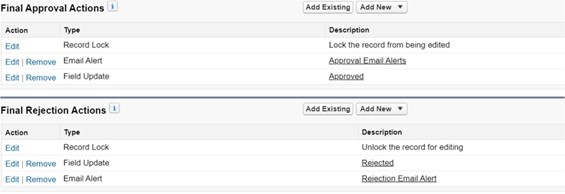 Final Approval Actions i Add Existing Add New
Action Type Description
Edit Record Lock Lock the record from being edited
Edit | Remove Email Alert Approval Email Alerts
Edit | Remove Field Update Approved
Final Rejection Actions i Add Existing Add New
Action Type Description
Edit Record Lock Unlock the record for editing
Edit | Remove Field Update Rejected
Edit | Remove Email Alert Rejection Email Alert